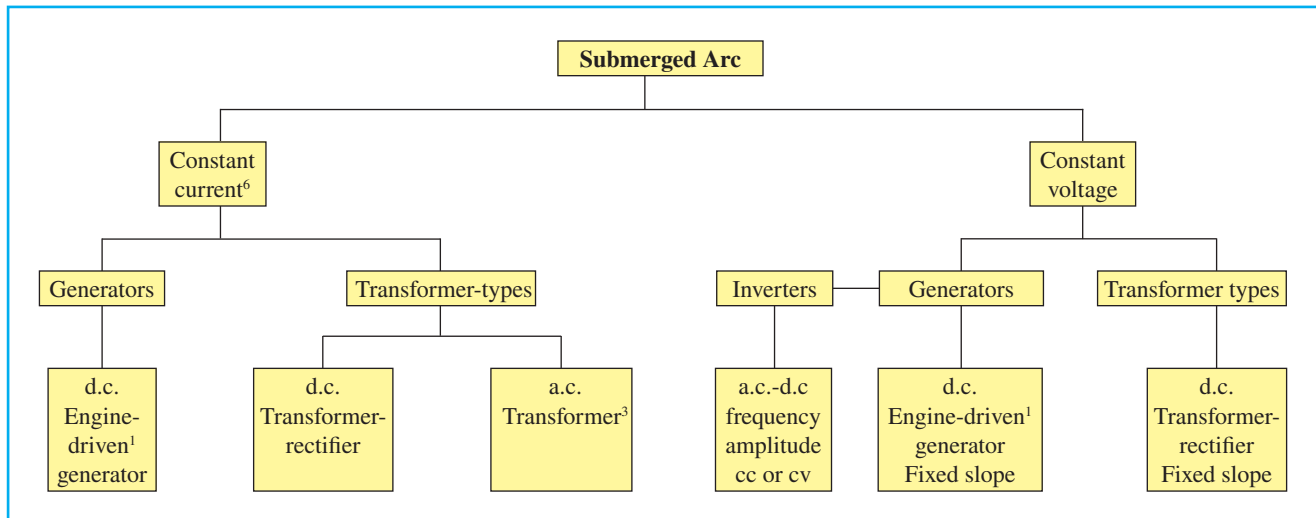 Submerged Arc
Constant
current⁶
Constant
voltage
Generators
Transformer-types
Inverters
Generators
Transformer types
d.c.
Engine-
driven¹
generator
d.c.
Transformer-
rectifier
a.c.
Transformer³
a.c.-d.c
frequency
amplitude
cc or cv
d.c.
Engine-driven¹
generator
Fixed slope
d.c.
Transformer-
rectifier
Fixed slope